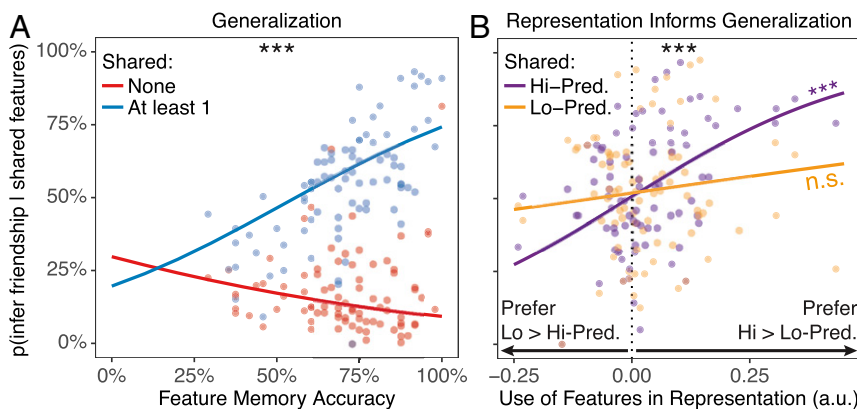 A
Generalization
***
Shared:
None
At least 1
p(infer friendship | shared features)
100%
75%
50%
25%
0%
0%
25%
50%
75%
100%
Feature Memory Accuracy
B
Representation Informs Generalization
***
Shared:
Hi–Pred.
Lo–Pred.
***
n.s.
Prefer
Lo > Hi-Pred.
Prefer
Hi > Lo-Pred.
−0.25
0.00
0.25
Use of Features in Representation (a.u.)